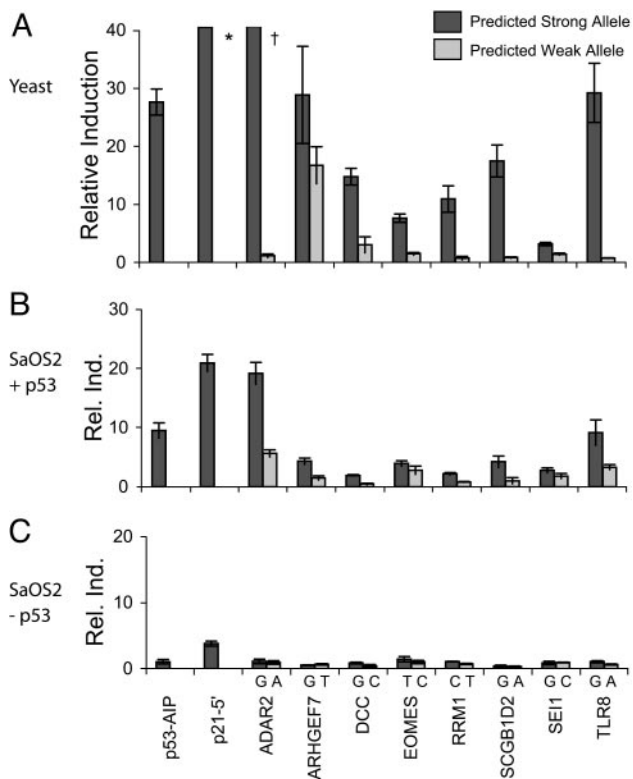 A
Yeast
Relative Induction
40
30
20
10
0
*
†
Predicted Strong Allele
Predicted Weak Allele
B
SaOS2
+ p53
Rel. Ind.
30
20
10
0
C
SaOS2
- p53
Rel. Ind.
20
10
0
G A G T G C T C C T G A G C G A
p53-AIP
p21-5'
ADAR2
ARHGEF7
DCC
EOMES
RRM1
SCGB1D2
SEI1
TLR8